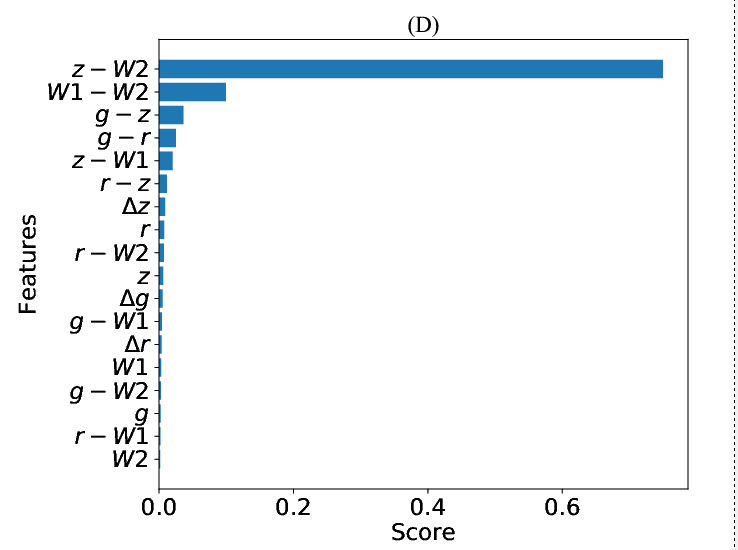 (D)
z − W2
W1 − W2
g − z
g − r
z − W1
r − z
Δz
r
r − W2
z
Δg
g − W1
Δr
W1
g − W2
g
r − W1
W2
Features
0.0 0.2 0.4 0.6
Score